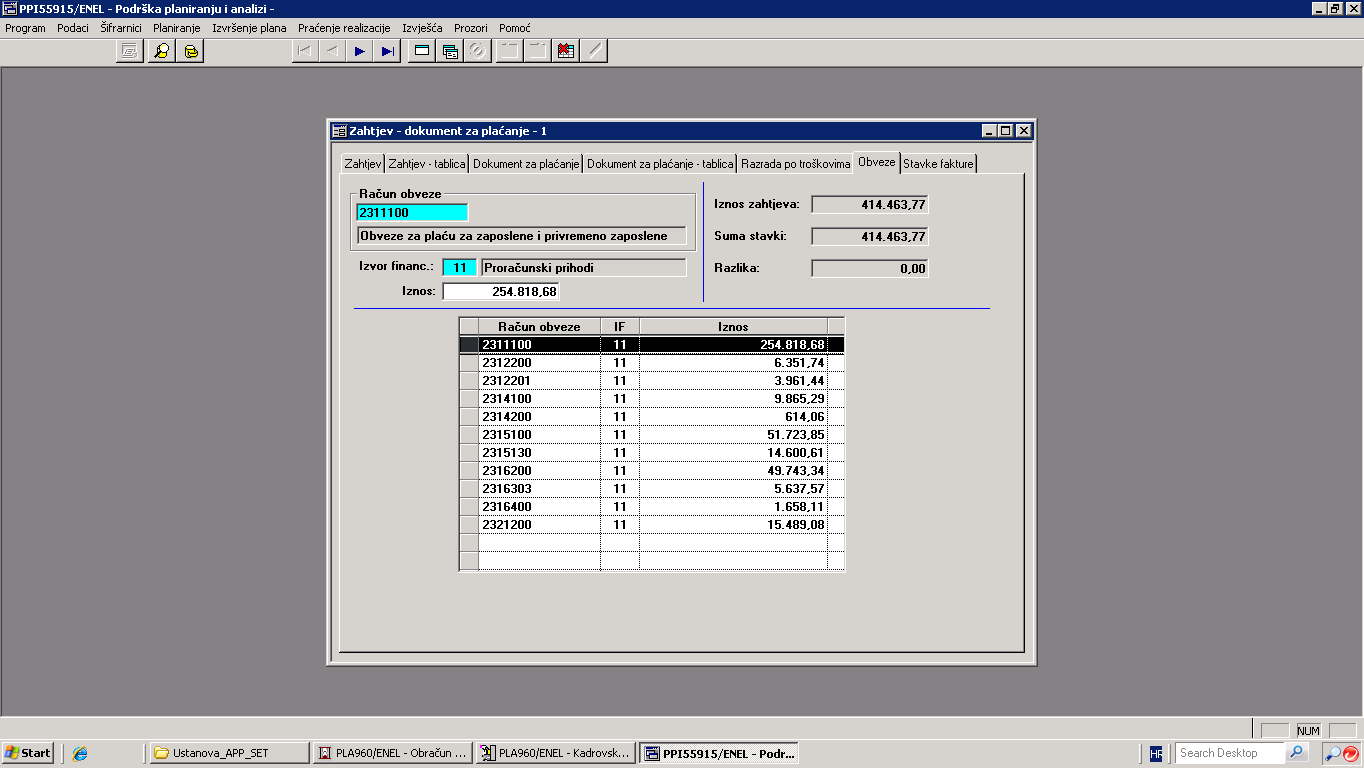 PPI55915/ENEL - Podrška planiranju i analizi -
Program Podaci Šifrarnici Planiranje Izvršenje plana Praćenje realizacije Izvješća Prozori Pomoć
Zahtjev - dokument za plaćanje - 1
Zahtjev Zahtjev - tablica Dokument za plaćanje Dokument za plaćanje - tablica Razrada po troškovima Obveze Stavke fakture
Račun obveze
2311100
Obveze za plaću za zaposlene i privremeno zaposlene
Izvor financ.: 11 Proračunski prihodi
Iznos: 254.818,68
Iznos zahtjeva: 414.463,77
Suma stavki: 414.463,77
Razlika: 0,00
Račun obveze IF Iznos
2311100 11 254.818,68
2312200 11 6.351,74
2312201 11 3.961,44
2314100 11 9.865,29
2314200 11 614,06
2315100 11 51.723,85
2315130 11 14.600,61
2316200 11 49.743,34
2316303 11 5.637,57
2316400 11 1.658,11
2321200 11 15.489,08
NUM
Start Ustanova_APP_SET PLA960/ENEL - Obračun ... PLA960/ENEL - Kadrovsk... PPI55915/ENEL - Podr... HR Search Desktop